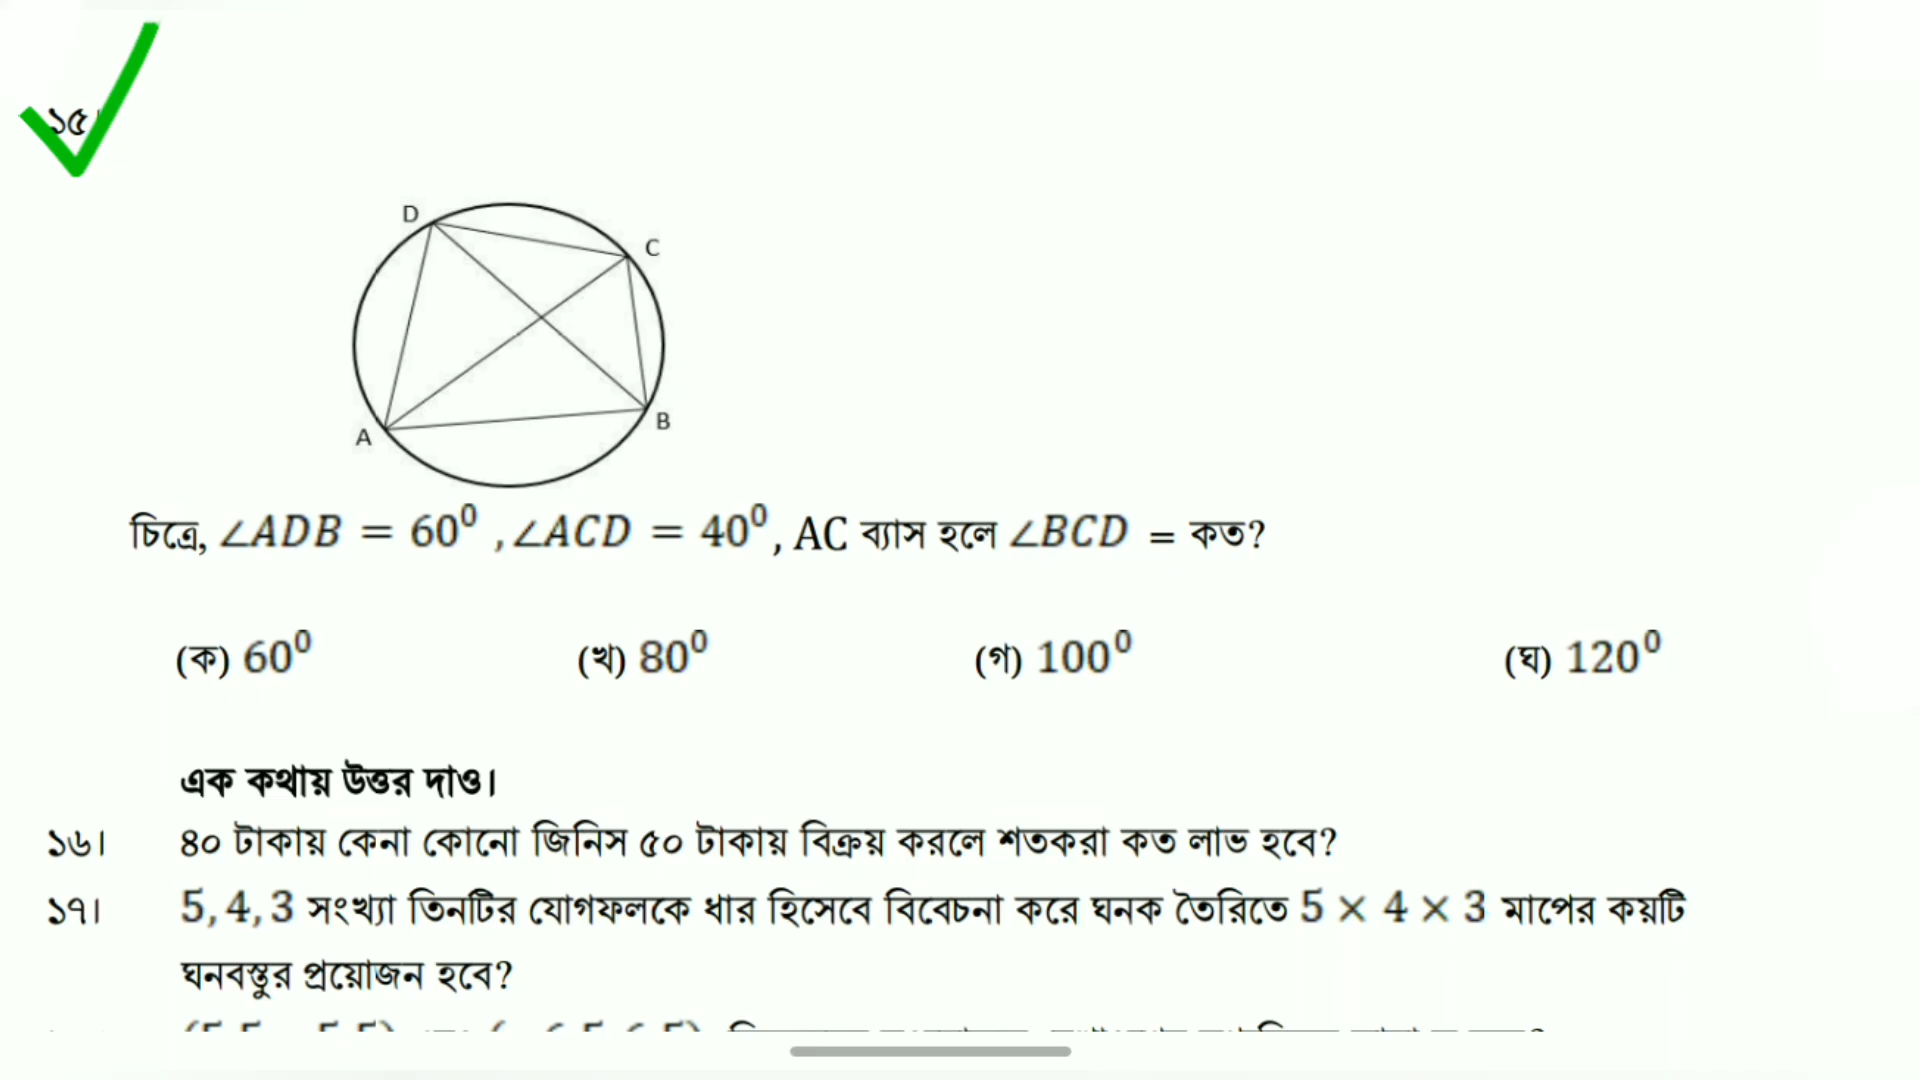 ১৫।
D
C
A
B
চিত্রে, ∠ADB = 60⁰ , ∠ACD = 40⁰, AC ব্যাস হলে ∠BCD = কত?
(ক) 60⁰ (খ) 80⁰ (গ) 100⁰ (ঘ) 120⁰
এক কথায় উত্তর দাও।
১৬। ৪০ টাকায় কেনা কোনো জিনিস ৫০ টাকায় বিক্রয় করলে শতকরা কত লাভ হবে?
১৭। 5, 4, 3 সংখ্যা তিনটির যোগফলকে ধার হিসেবে বিবেচনা করে ঘনক তৈরিতে 5 × 4 × 3 মাপের কয়টি
ঘনবস্তুর প্রয়োজন হবে?